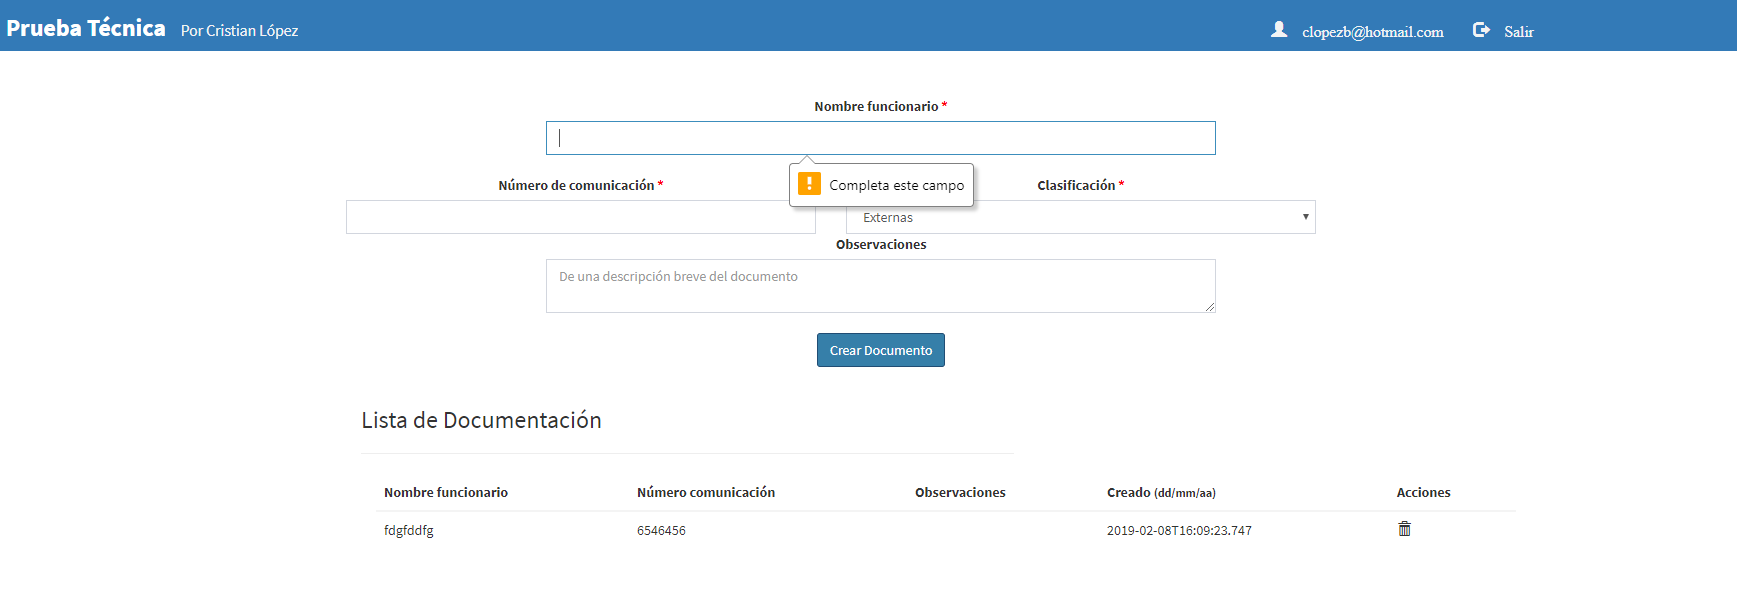 Prueba Técnica Por Cristian López clopezb@hotmail.com Salir
Nombre funcionario *
Completa este campo
Número de comunicación * Clasificación *
Externas
Observaciones
De una descripción breve del documento
Crear Documento
Lista de Documentación
Nombre funcionario Número comunicación Observaciones Creado (dd/mm/aa) Acciones
fdgfddfg 6546456 2019-02-08T16:09:23.747